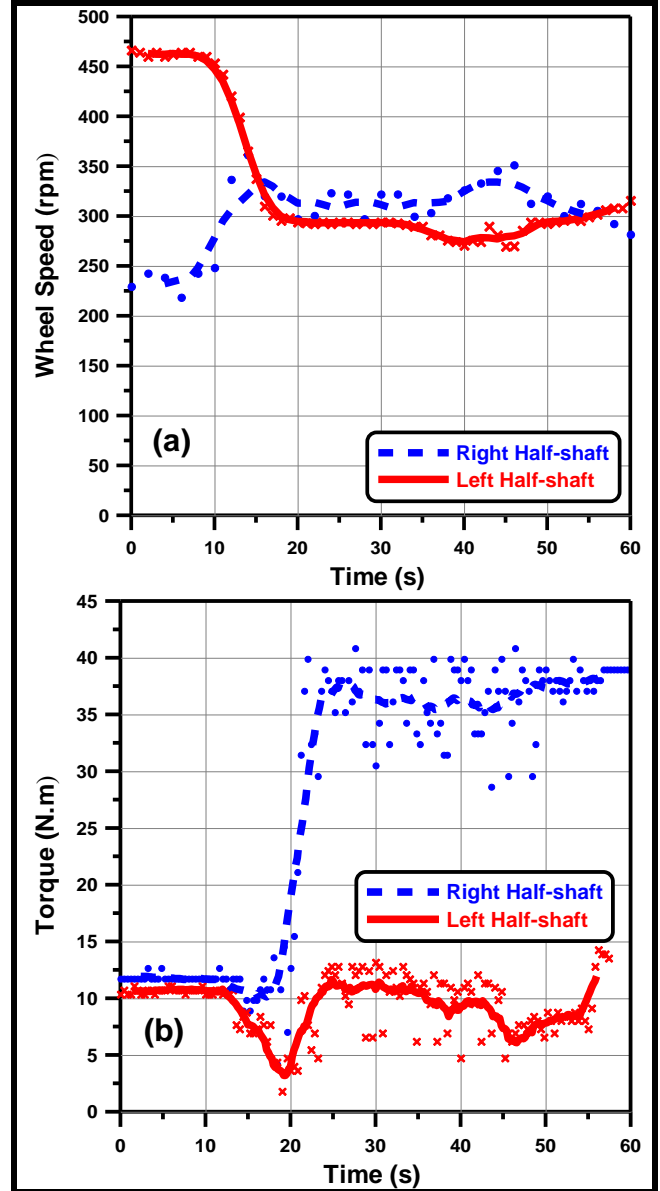 500
450
400
350
300
250
200
150
100
50
0
Wheel Speed (rpm)
(a)
Right Half-shaft
Left Half-shaft
0 10 20 30 40 50 60
Time (s)
45
40
35
30
25
20
15
10
5
0
Torque (N.m)
Right Half-shaft
Left Half-shaft
(b)
0 10 20 30 40 50 60
Time (s)